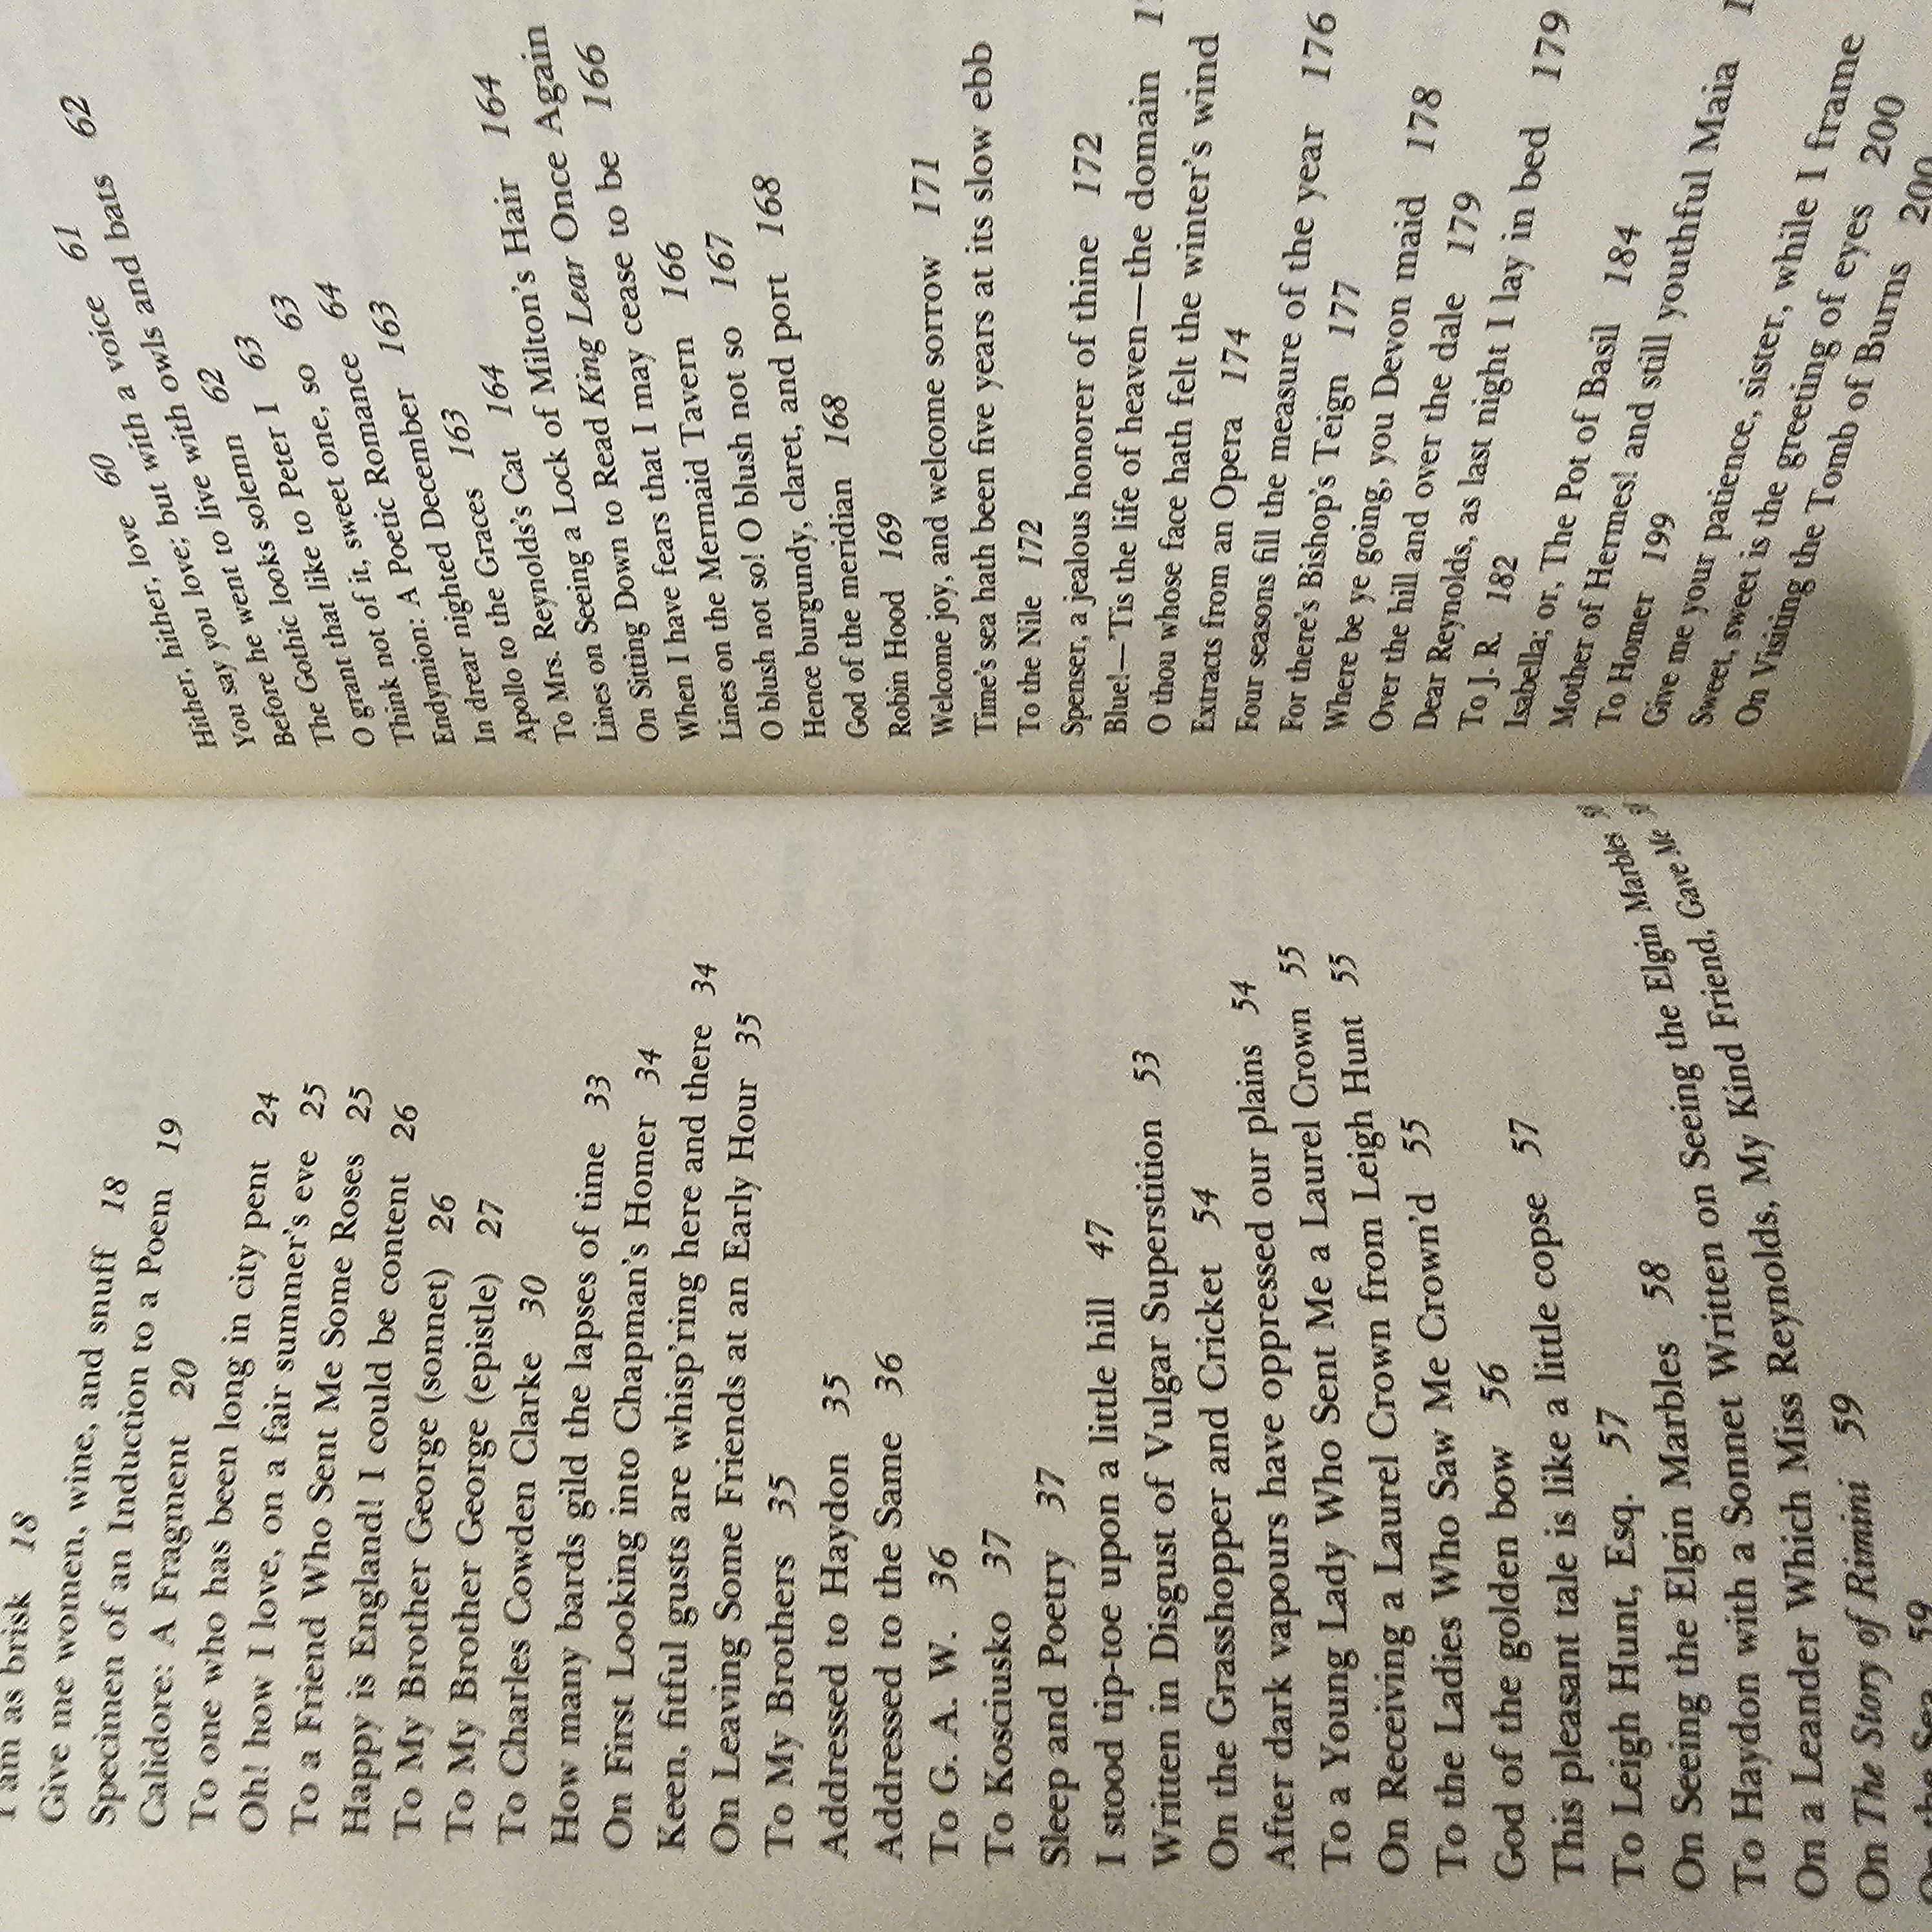 I am as brisk 18
Give me women, wine, and snuff 18
Specimen of an Induction to a Poem 19
Calidore: A Fragment 20
To one who has been long in city pent 24
Oh! how I love, on a fair summer's eve 25
To a Friend Who Sent Me Some Roses 25
Happy is England! I could be content 26
To My Brother George (sonnet) 26
To My Brother George (epistle) 27
To Charles Cowden Clarke 30
How many bards gild the lapses of time 33
On First Looking into Chapman's Homer 34
Keen, fitful gusts are whisp'ring here and there 34
On Leaving Some Friends at an Early Hour 35
To My Brothers 35
Addressed to Haydon 35
Addressed to the Same 36
To G. A. W. 36
To Kosciusko 37
Sleep and Poetry 37
I stood tip-toe upon a little hill 47
Written in Disgust of Vulgar Superstition 53
On the Grasshopper and Cricket 54
After dark vapours have oppressed our plains 54
To a Young Lady Who Sent Me a Laurel Crown 55
On Receiving a Laurel Crown from Leigh Hunt 55
To the Ladies Who Saw Me Crown'd 55
God of the golden bow 56
This pleasant tale is like a little copse 57
To Leigh Hunt, Esq. 57
On Seeing the Elgin Marbles 58
To Haydon with a Sonnet Written on Seeing the Elgin Marbles
On a Leander Which Miss Reynolds, My Kind Friend, Gave Me
On The Story of Rimini 59
On the Sea 59
Hither, hither, love 60
You say you love; but with a voice 61
Before he went to live with owls and bats 62
The Gothic looks solemn 62
O grant that like to Peter I 63
Think not of it, sweet one, so 63
Endymion: A Poetic Romance 64
In drear nighted December 163
Apollo to the Graces 163
To Mrs. Reynolds's Cat 164
Lines on Seeing a Lock of Milton's Hair 164
On Sitting Down to Read King Lear Once Again
When I have fears that I may cease to be 166
Lines on the Mermaid Tavern 166
O blush not so! O blush not so 167
Hence burgundy, claret, and port 168
God of the meridian 168
Robin Hood 169
Welcome joy, and welcome sorrow 171
Time's sea hath been five years at its slow ebb
To the Nile 172
Spenser, a jealous honorer of thine 172
Blue!—'Tis the life of heaven—the domain
O thou whose face hath felt the winter's wind
Extracts from an Opera 174
Four seasons fill the measure of the year 176
For there's Bishop's Teign 177
Where be ye going, you Devon maid 178
Over the hill and over the dale 179
Dear Reynolds, as last night I lay in bed 179
To J. R. 182
Isabella; or, The Pot of Basil 184
Mother of Hermes! and still youthful Maia
To Homer 199
Give me your patience, sister, while I frame
Sweet, sweet is the greeting of eyes 200
On Visiting the Tomb of Burns 200